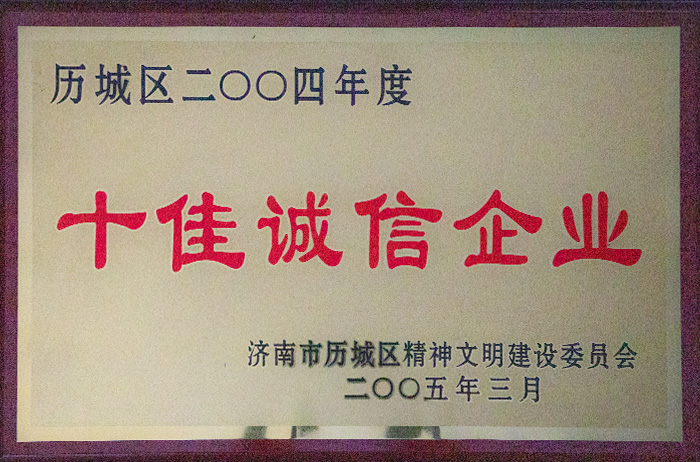 历城区二〇〇四年度
十佳诚信企业
济南市历城区精神文明建设委员会
二〇〇五年三月